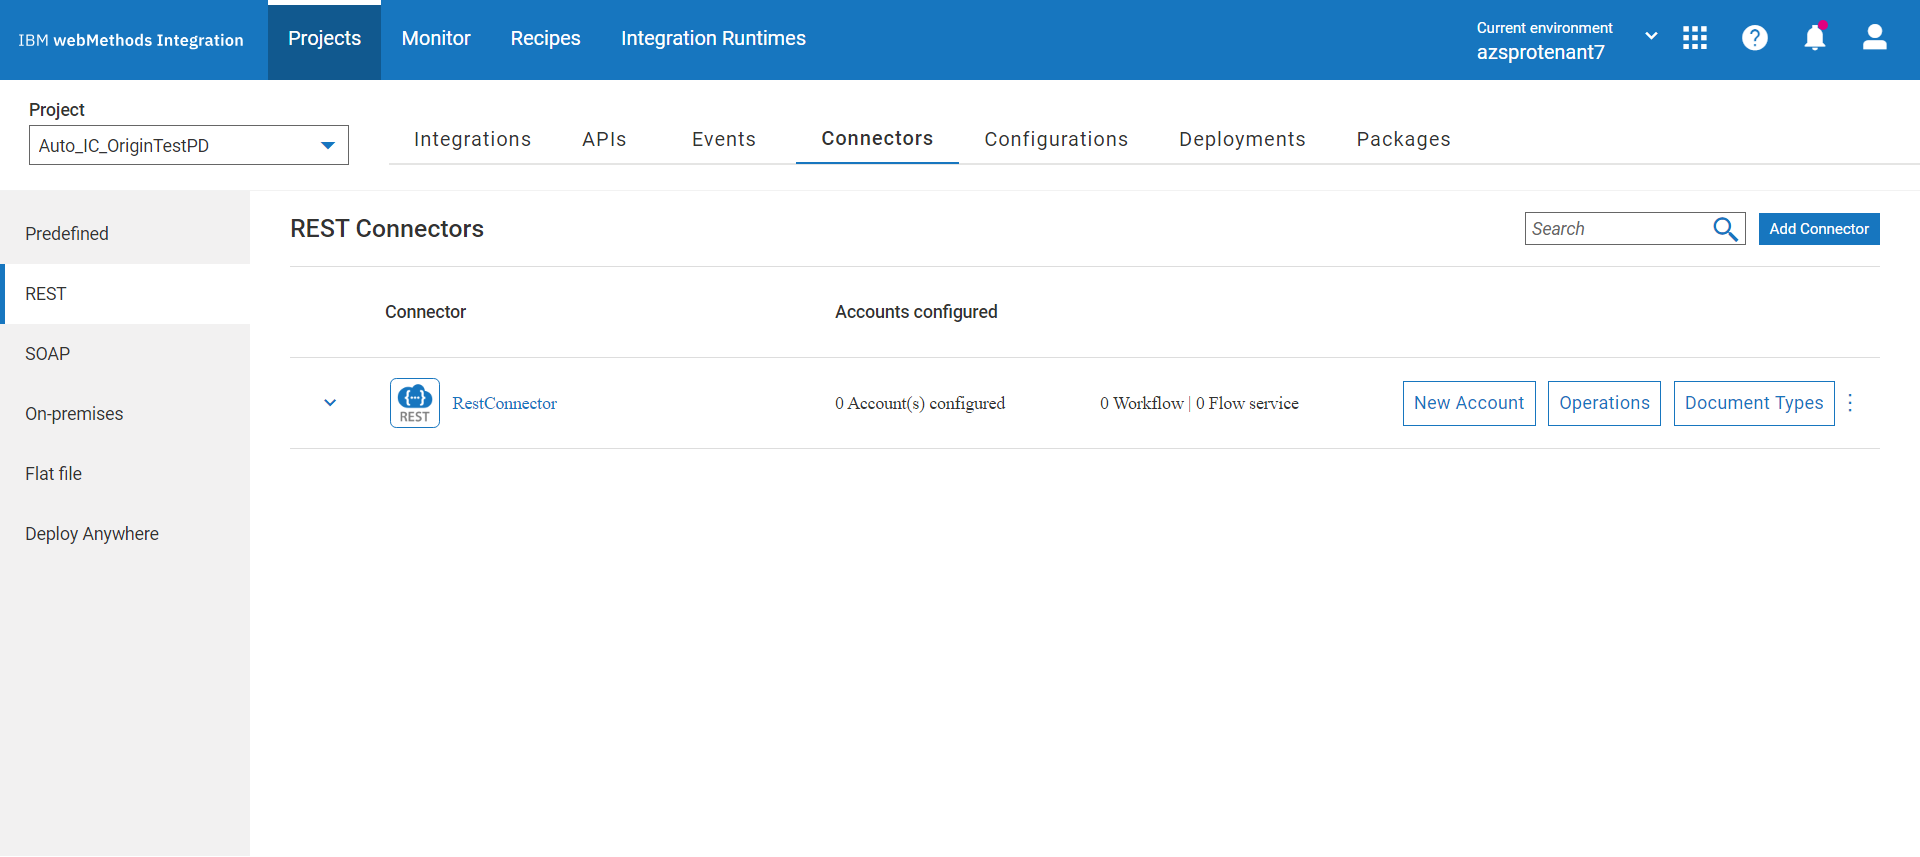 IBM webMethods Integration
Projects
Monitor
Recipes
Integration Runtimes
Current environment
azsprotenant7
Project
Auto_IC_OriginTestPD
Integrations
APIs
Events
Connectors
Configurations
Deployments
Packages
Predefined
REST
SOAP
On-premises
Flat file
Deploy Anywhere
REST Connectors
Search
Add Connector
Connector
Accounts configured
{···}
REST
RestConnector
0 Account(s) configured
0 Workflow | 0 Flow service
New Account
Operations
Document Types